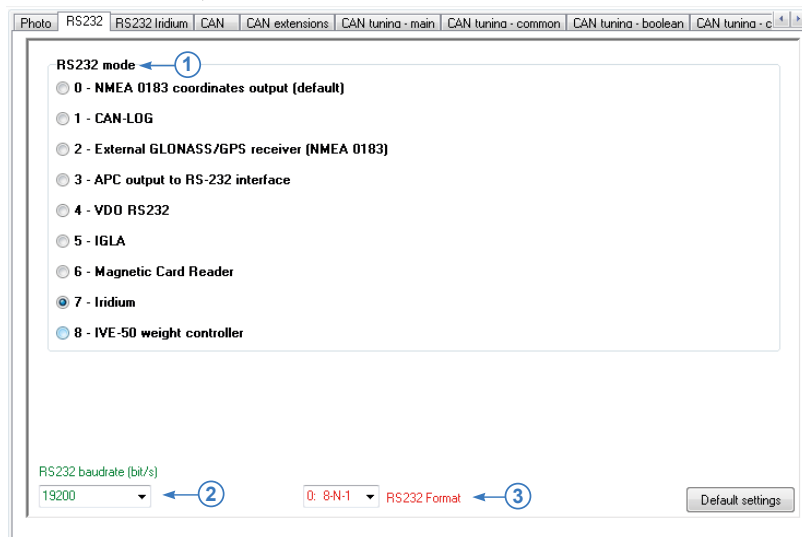 Photo RS232 RS232 Iridium CAN CAN extensions CAN tuning - main CAN tuning - common CAN tuning - boolean CAN tuning - c
RS232 mode 1
0 - NMEA 0183 coordinates output (default)
1 - CAN-LOG
2 - External GLONASS/GPS receiver (NMEA 0183)
3 - APC output to RS-232 interface
4 - VDO RS232
5 - IGLA
6 - Magnetic Card Reader
7 - Iridium
8 - IVE-50 weight controller
RS232 baudrate (bit/s)
19200 2 0: 8-N-1 RS232 Format 3 Default settings